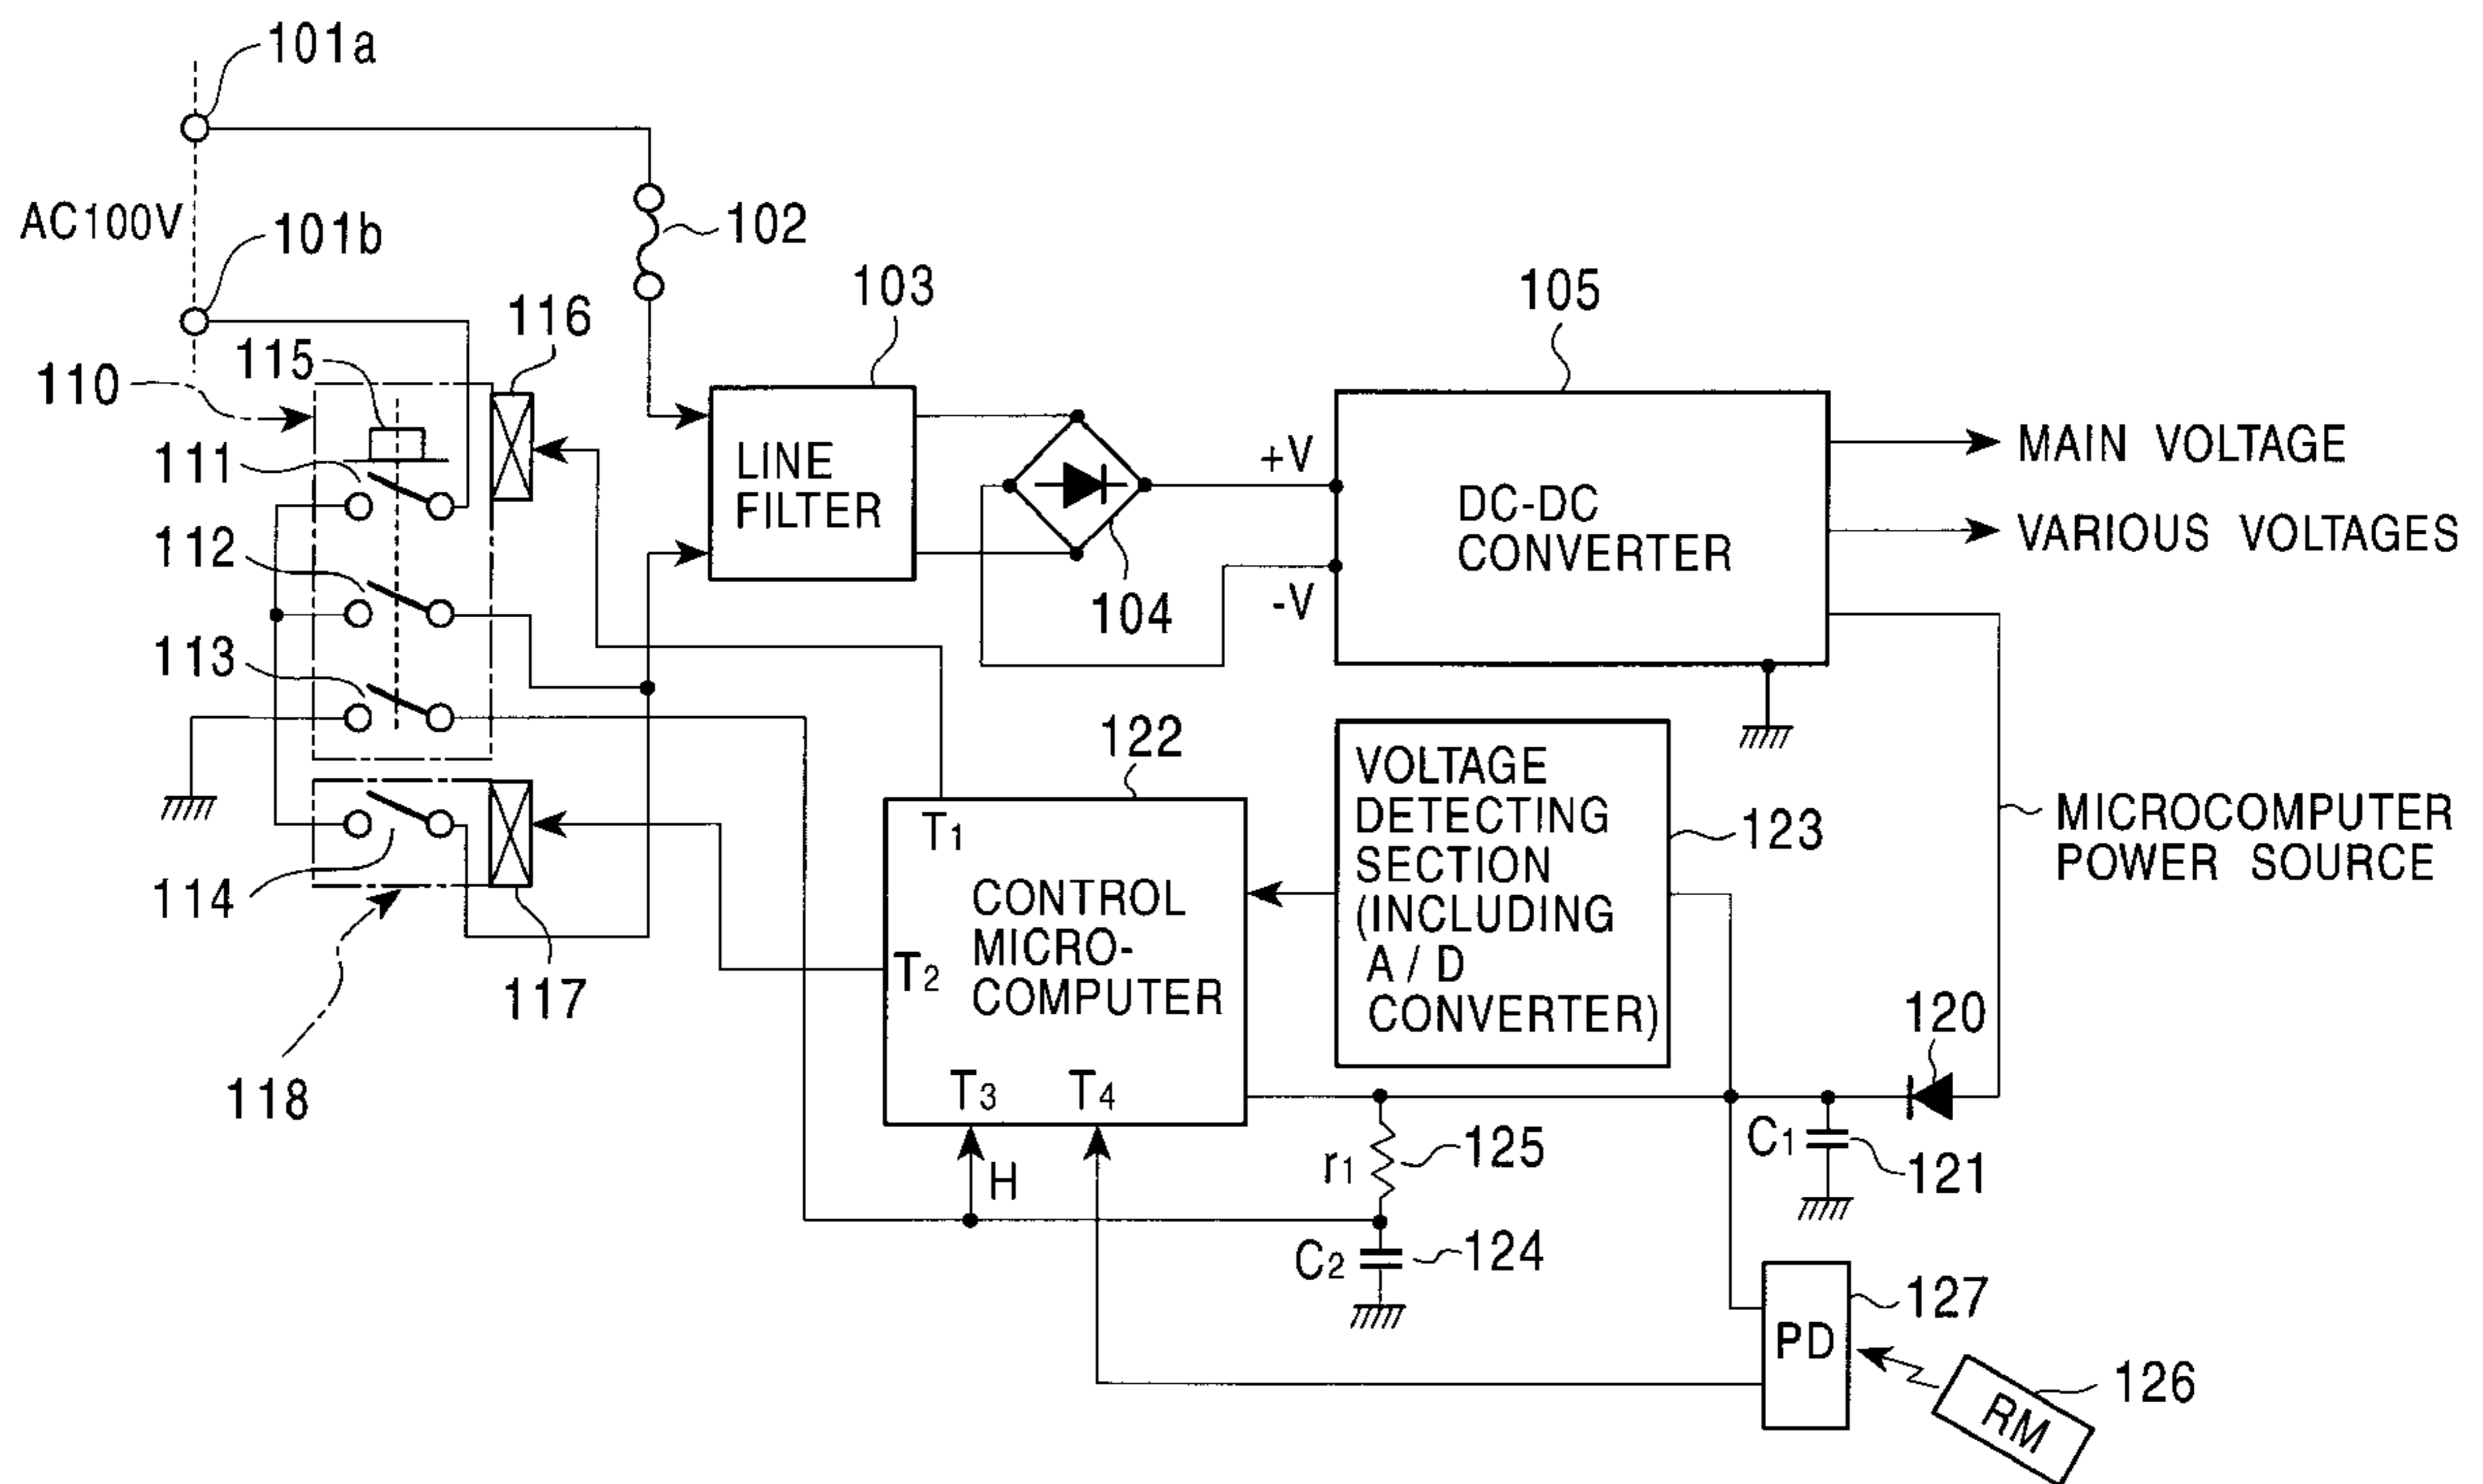 101a
AC100V
101b
102
103
105
116
115
110
111
LINE
FILTER
+V
-V
DC-DC
CONVERTER
MAIN VOLTAGE
VARIOUS VOLTAGES
112
104
113
122
VOLTAGE
DETECTING
SECTION
(INCLUDING
A / D
CONVERTER)
123
MICROCOMPUTER
POWER SOURCE
T1
CONTROL
MICRO-
COMPUTER
T2
T3
T4
114
117
118
120
C1
121
r1
125
H
C2
124
127
PD
126
RM